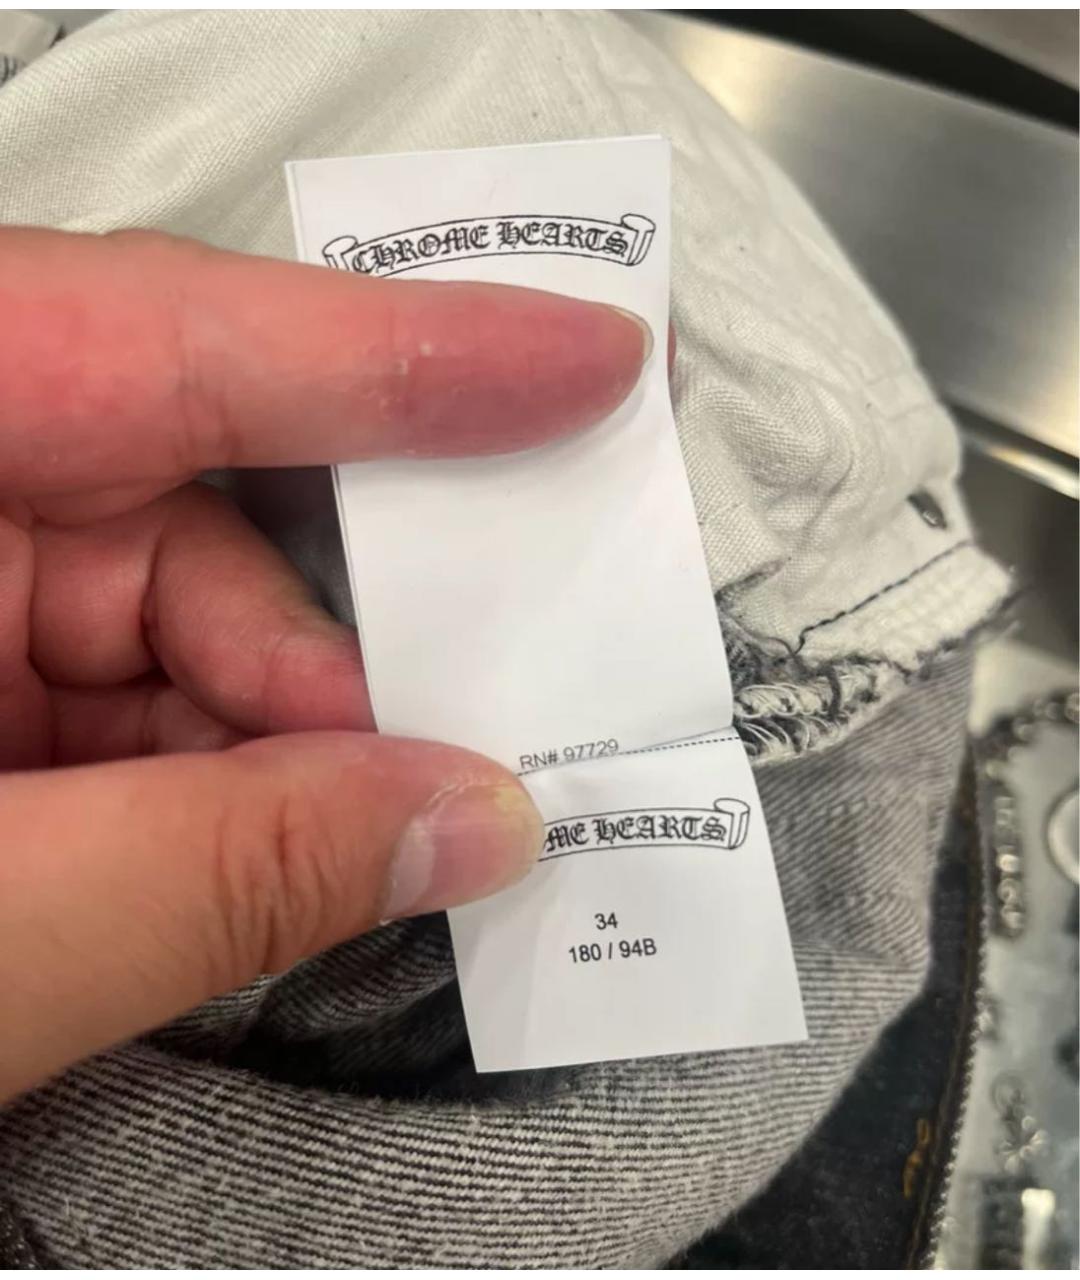 CHROME HEARTS
RN# 97729
ME HEARTS
34
180 / 94B